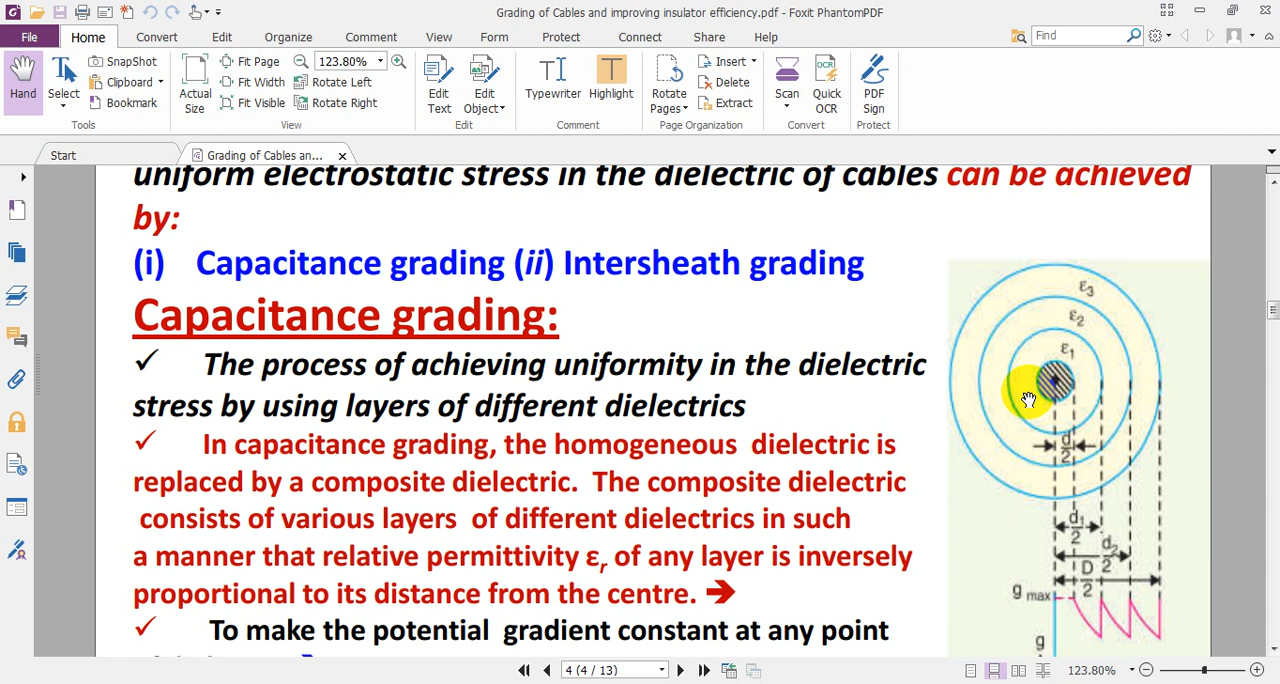 Grading of Cables and improving insulator efficiency.pdf - Foxit PhantomPDF
File Home Convert Edit Organize Comment View Form Protect Connect Share Help Find
Hand
Select
SnapShot
Clipboard
Bookmark
Tools
Actual
Size
Fit Page
Fit Width
Fit Visible
123.80%
Rotate Left
Rotate Right
View
Edit
Text
Edit
Object
Edit
Typewriter
Highlight
Comment
Rotate
Pages
Insert
Delete
Extract
Page Organization
Scan
Quick
OCR
Convert
PDF
Sign
Protect
Start
Grading of Cables an...
uniform electrostatic stress in the dielectric of cables can be achieved
by:
(i) Capacitance grading (ii) Intersheath grading
Capacitance grading:
✓ The process of achieving uniformity in the dielectric
stress by using layers of different dielectrics
✓ In capacitance grading, the homogeneous dielectric is
replaced by a composite dielectric. The composite dielectric
consists of various layers of different dielectrics in such
a manner that relative permittivity εr of any layer is inversely
proportional to its distance from the centre. ➔
✓ To make the potential gradient constant at any point
ε3
ε2
ε1
d/2
d1/2
d2/2
D/2
g max
g
4 (4 / 13)
123.80%